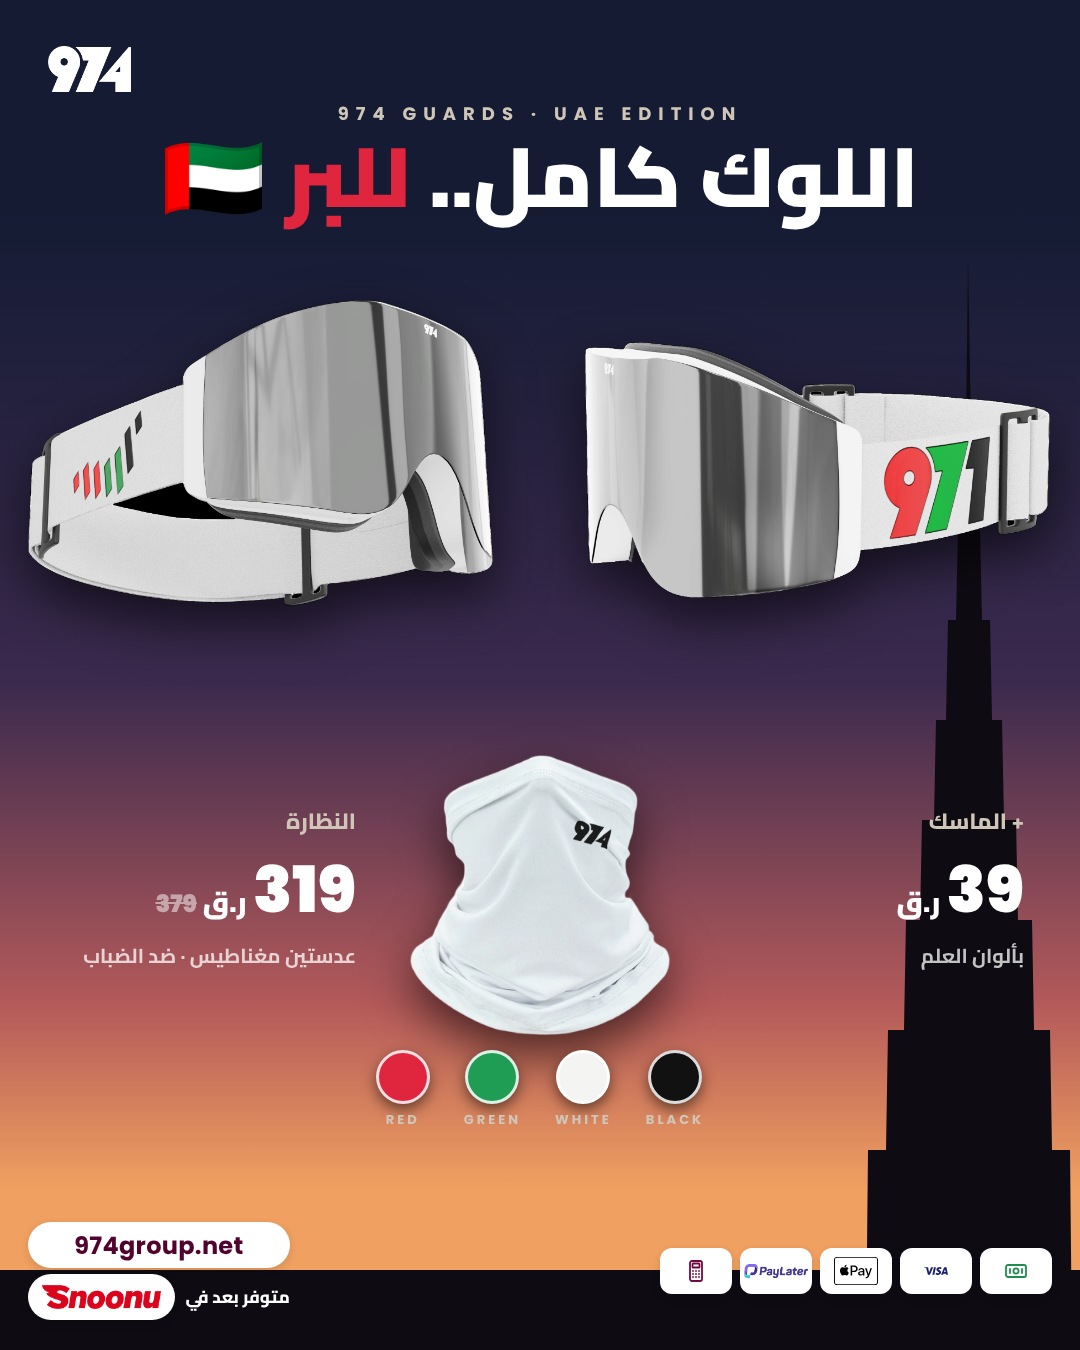 974
974 GUARDS · UAE EDITION
اللوك كامل.. للبر 🇦🇪
974
974
971
974
+ الماسك
39 ر.ق
بألوان العلم
النظارة
319 ر.ق 379
عدستين مغناطيس · ضد الضباب
RED GREEN WHITE BLACK
974group.net
متوفر بعد في Snoonu
PayLater Pay VISA